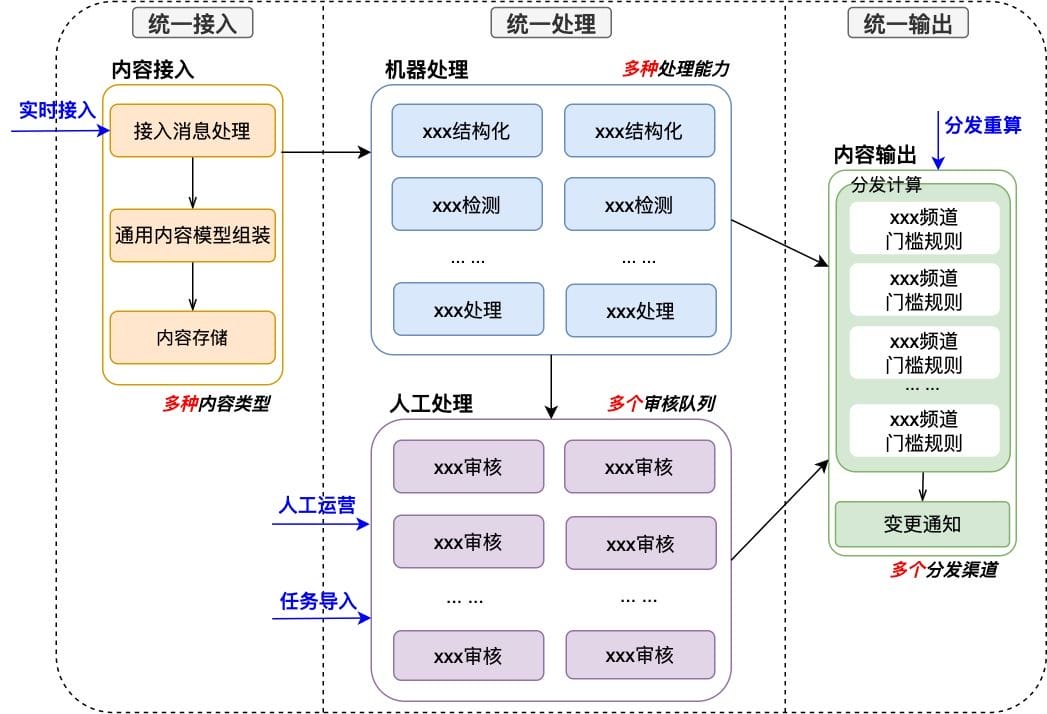 统一接入
统一处理
统一输出
内容接入
实时接入
接入消息处理
通用内容模型组装
内容存储
多种内容类型
机器处理
多种处理能力
xxx结构化
xxx结构化
xxx检测
xxx检测
... ...
... ...
xxx处理
xxx处理
人工处理
多个审核队列
人工运营
任务导入
xxx审核
xxx审核
xxx审核
xxx审核
... ...
... ...
xxx审核
xxx审核
分发重算
内容输出
分发计算
xxx频道
门槛规则
xxx频道
门槛规则
xxx频道
门槛规则
... ...
xxx频道
门槛规则
变更通知
多个分发渠道